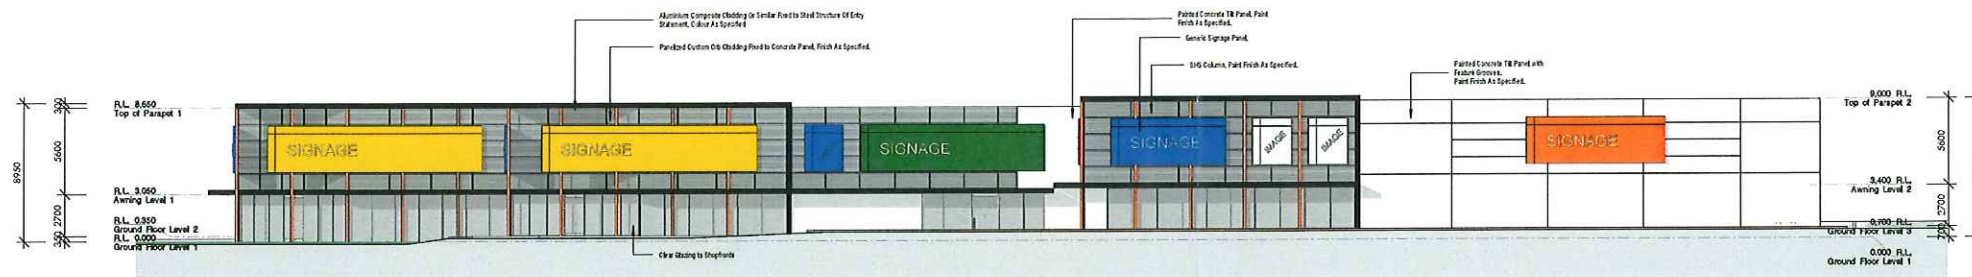 Aluminium Composite Cladding Or Similar Fixed to Steel Structure Of Entry
Statement, Colour As Specified
Panelized Custom Orb Cladding Fixed to Concrete Panel, Finish As Specified.
Painted Concrete Tilt Panel, Paint
Finish As Specified.
Generic Signage Panel,
SHS Column, Paint Finish As Specified.
Painted Concrete Tilt Panel with
Feature Grooves,
Paint Finish As Specified.
R.L. 8.650
Top of Parapet 1
9,000 R.L.
Top of Parapet 2
300
5600
8950
2700
350
SIGNAGE
SIGNAGE
SIGNAGE
SIGNAGE
IMAGE
IMAGE
SIGNAGE
5600
2700
700
R.L. 3.050
Awning Level 1
3,400 R.L.
Awning Level 2
R.L. 0.350
Ground Floor Level 2
R.L. 0.000
Ground Floor Level 1
0,700 R.L.
Ground Floor Level 3
0.000 R.L.
Ground Floor Level 1
Clear Glazing to Shopfronts